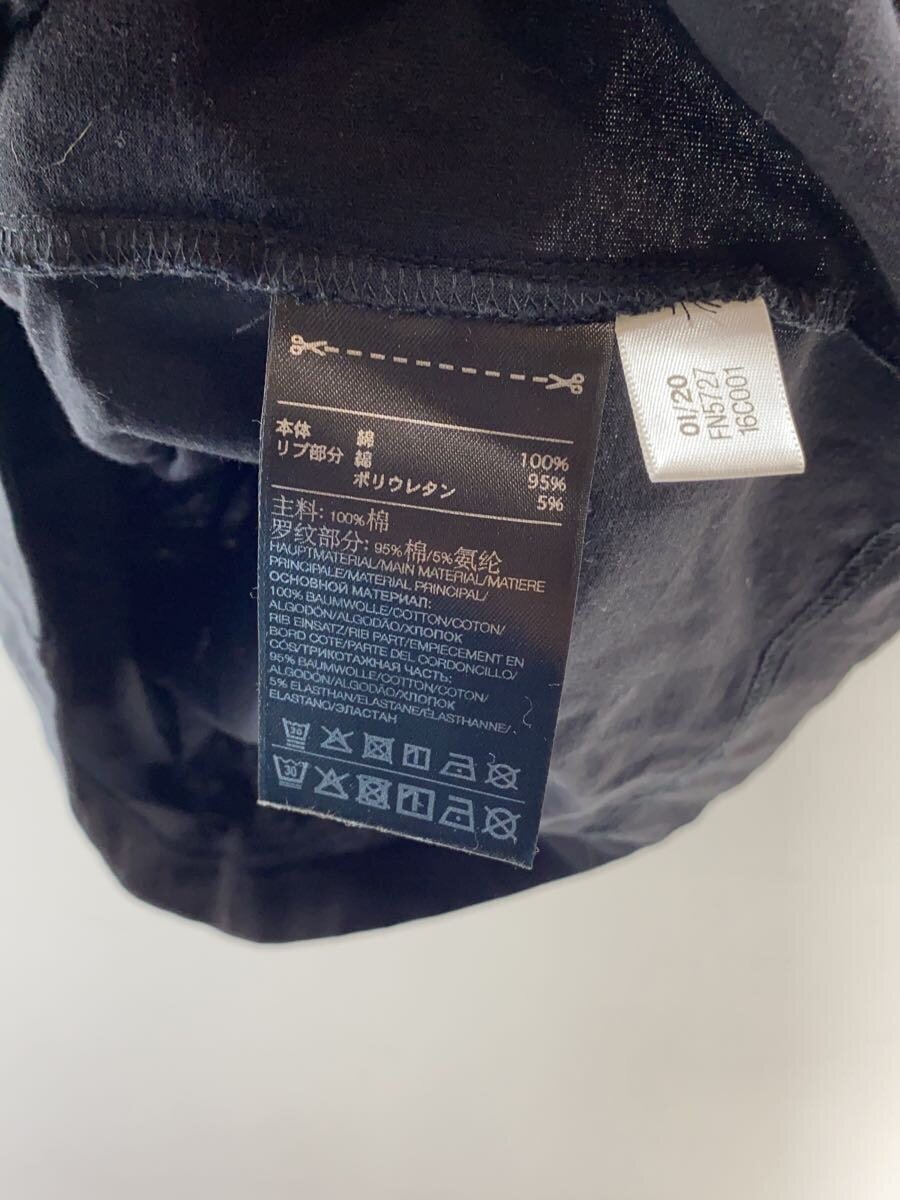 本体 綿 100%
リブ部分 綿 95%
ポリウレタン 5%
主料: 100%棉
罗纹部分: 95%棉/5%氨纶
HAUPTMATERIAL/MAIN MATERIAL/MATIERE
PRINCIPALE/MATERIAL PRINCIPAL/
ОСНОВНОЙ МАТЕРИАЛ:
100% BAUMWOLLE/COTTON/COTON/
ALGODÓN/ALGODÃO/ХЛОПОК
RIB EINSATZ/RIB PART/EMPIECEMENT EN
BORD COTE/PARTE DEL CORDONCILLO/
CÓS/ТРИКОТАЖНАЯ ЧАСТЬ:
95% BAUMWOLLE/COTTON/COTON/
ALGODÓN/ALGODÃO/ХЛОПОК
5% ELASTHAN/ELASTANE/ÉLASTHANNE/
ELASTANO/ЭЛАСТАН
30
30
01/20
FN5727
16C001